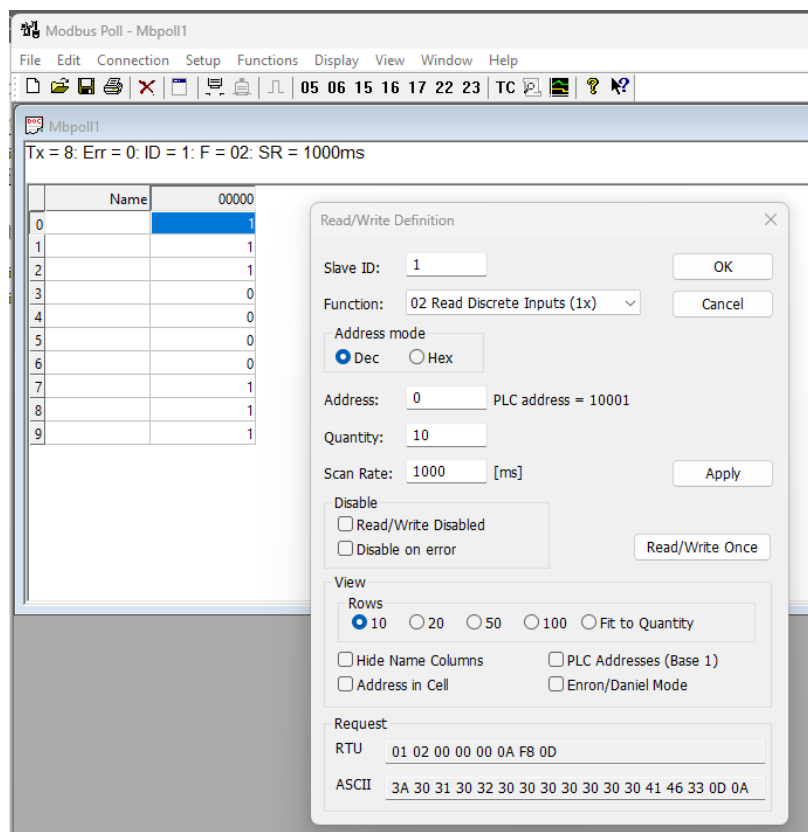 Modbus Poll - Mbpoll1
File Edit Connection Setup Functions Display View Window Help
05 06 15 16 17 22 23 TC
Mbpoll1
Tx = 8: Err = 0: ID = 1: F = 02: SR = 1000ms
Name 00000
0 1
1 1
2 1
3 0
4 0
5 0
6 0
7 1
8 1
9 1
Read/Write Definition
Slave ID: 1 OK
Function: 02 Read Discrete Inputs (1x) Cancel
Address mode
Dec Hex
Address: 0 PLC address = 10001
Quantity: 10
Scan Rate: 1000 [ms] Apply
Disable
Read/Write Disabled
Disable on error Read/Write Once
View
Rows
10 20 50 100 Fit to Quantity
Hide Name Columns PLC Addresses (Base 1)
Address in Cell Enron/Daniel Mode
Request
RTU 01 02 00 00 00 0A F8 0D
ASCII 3A 30 31 30 32 30 30 30 30 30 30 30 41 46 33 0D 0A